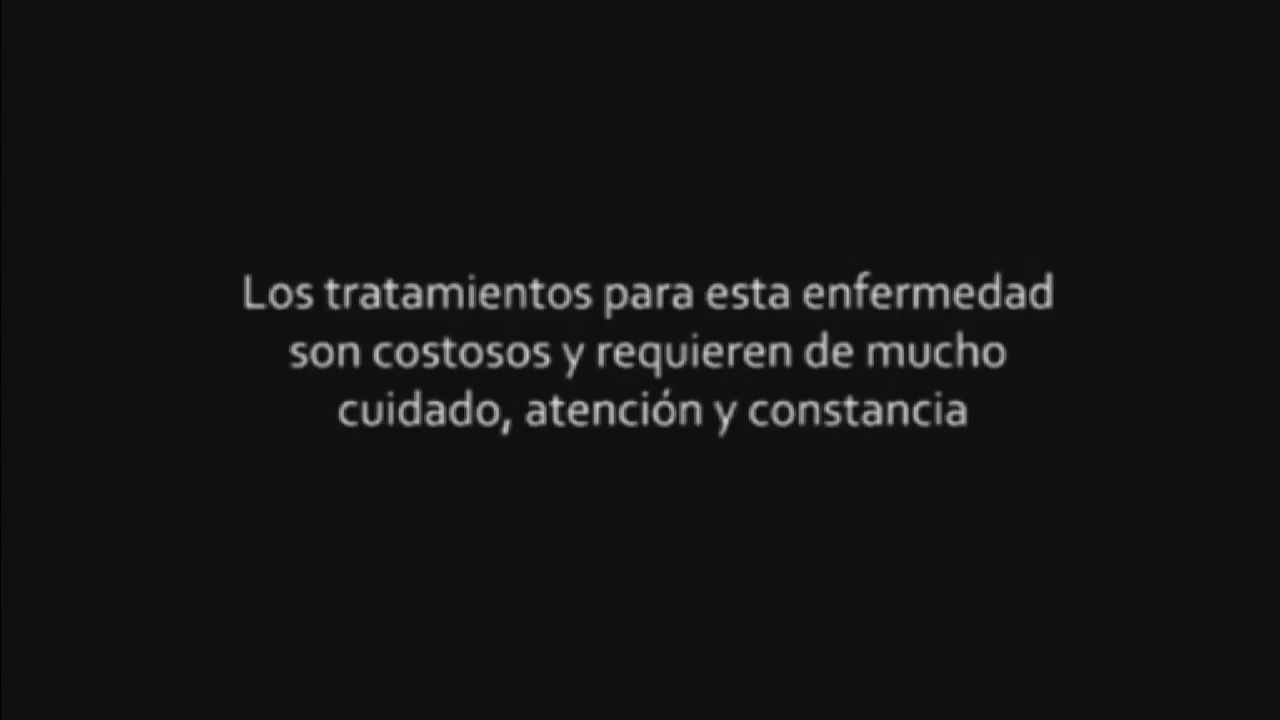 Los tratamientos para esta enfermedad
son costosos y requieren de mucho
cuidado, atención y constancia